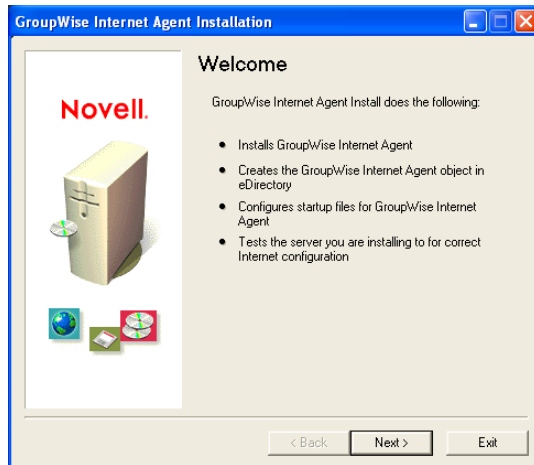 GroupWise Internet Agent Installation
Novell.
Welcome
GroupWise Internet Agent Install does the following:
• Installs GroupWise Internet Agent
• Creates the GroupWise Internet Agent object in
eDirectory
• Configures startup files for GroupWise Internet
Agent
• Tests the server you are installing to for correct
Internet configuration
< Back
Next >
Exit